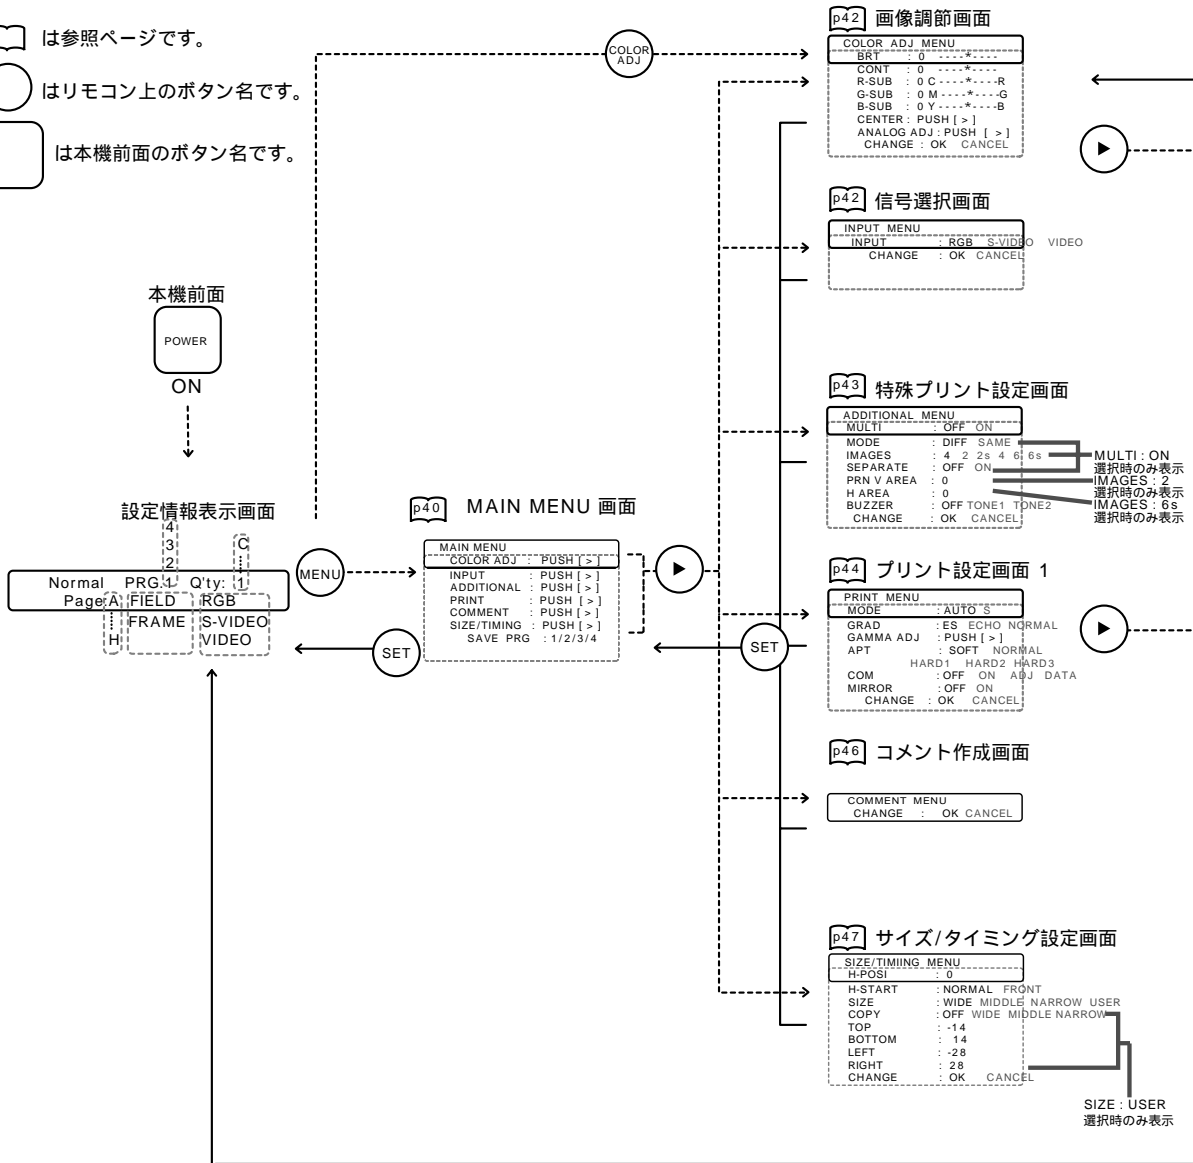 は参照ページです。
はリモコン上のボタン名です。
は本機前面のボタン名です。
本機前面
POWER
ON
設定情報表示画面
4
3
2
C
Normal PRG.1 Q'ty: 1
Page:A FIELD RGB
FRAME S-VIDEO
H VIDEO
MENU
SET
COLOR
ADJ
p40 MAIN MENU 画面
MAIN MENU
COLOR ADJ : PUSH [ > ]
INPUT : PUSH [ > ]
ADDITIONAL : PUSH [ > ]
PRINT : PUSH [ > ]
COMMENT : PUSH [ > ]
SIZE/TIMING : PUSH [ > ]
SAVE PRG : 1/2/3/4
SET
p42 画像調節画面
COLOR ADJ MENU
BRT : 0 ----*----
CONT : 0 ----*----
R-SUB : 0 C ----*----R
G-SUB : 0 M ----*----G
B-SUB : 0 Y ----*----B
CENTER : PUSH [ > ]
ANALOG ADJ : PUSH [ > ]
CHANGE : OK CANCEL
p42 信号選択画面
INPUT MENU
INPUT : RGB S-VIDEO VIDEO
CHANGE : OK CANCEL
p43 特殊プリント設定画面
ADDITIONAL MENU
MULTI : OFF ON
MODE : DIFF SAME
IMAGES : 4 2 2s 4 6 6s
SEPARATE : OFF ON
PRN V AREA : 0
H AREA : 0
BUZZER : OFF TONE1 TONE2
CHANGE : OK CANCEL
MULTI : ON
選択時のみ表示
IMAGES : 2
選択時のみ表示
IMAGES : 6s
選択時のみ表示
p44 プリント設定画面 1
PRINT MENU
MODE : AUTO S
GRAD : ES ECHO NORMAL
GAMMA ADJ : PUSH [ > ]
APT : SOFT NORMAL
HARD1 HARD2 HARD3
COM : OFF ON ADJ DATA
MIRROR : OFF ON
CHANGE : OK CANCEL
p46 コメント作成画面
COMMENT MENU
CHANGE : OK CANCEL
p47 サイズ/タイミング設定画面
SIZE/TIMIING MENU
H-POSI : 0
H-START : NORMAL FRONT
SIZE : WIDE MIDDLE NARROW USER
COPY : OFF WIDE MIDDLE NARROW
TOP : -14
BOTTOM : 14
LEFT : -28
RIGHT : 28
CHANGE : OK CANCEL
SIZE : USER
選択時のみ表示